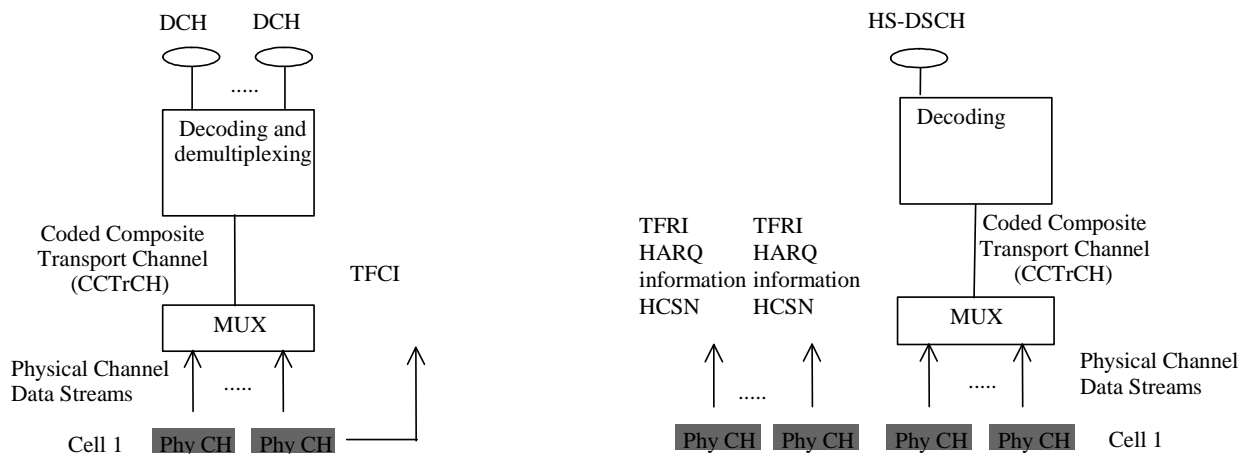 DCH DCH
.....
Decoding and
demultiplexing
Coded Composite
Transport Channel
(CCTrCH)
TFCI
MUX
Physical Channel
Data Streams
.....
Cell 1 Phy CH Phy CH
HS-DSCH
Decoding
TFRI
HARQ
information
HCSN
TFRI
HARQ
information
HCSN
Coded Composite
Transport Channel
(CCTrCH)
MUX
Physical Channel
Data Streams
.....
.....
Phy CH Phy CH Phy CH Phy CH Cell 1